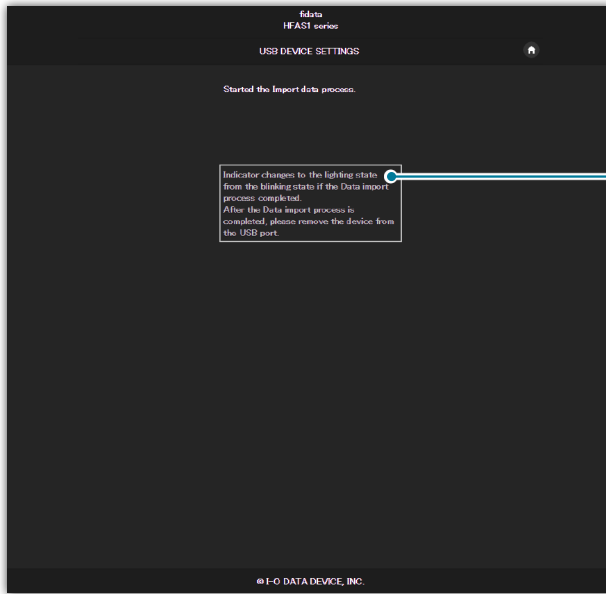 fidata
HFAS1 series
USB DEVICE SETTINGS
Started the Import data process.
Indicator changes to the lighting state
from the blinking state if the Data import
process completed.
After the Data import process is
completed, please remove the device from
the USB port.
© I-O DATA DEVICE, INC.